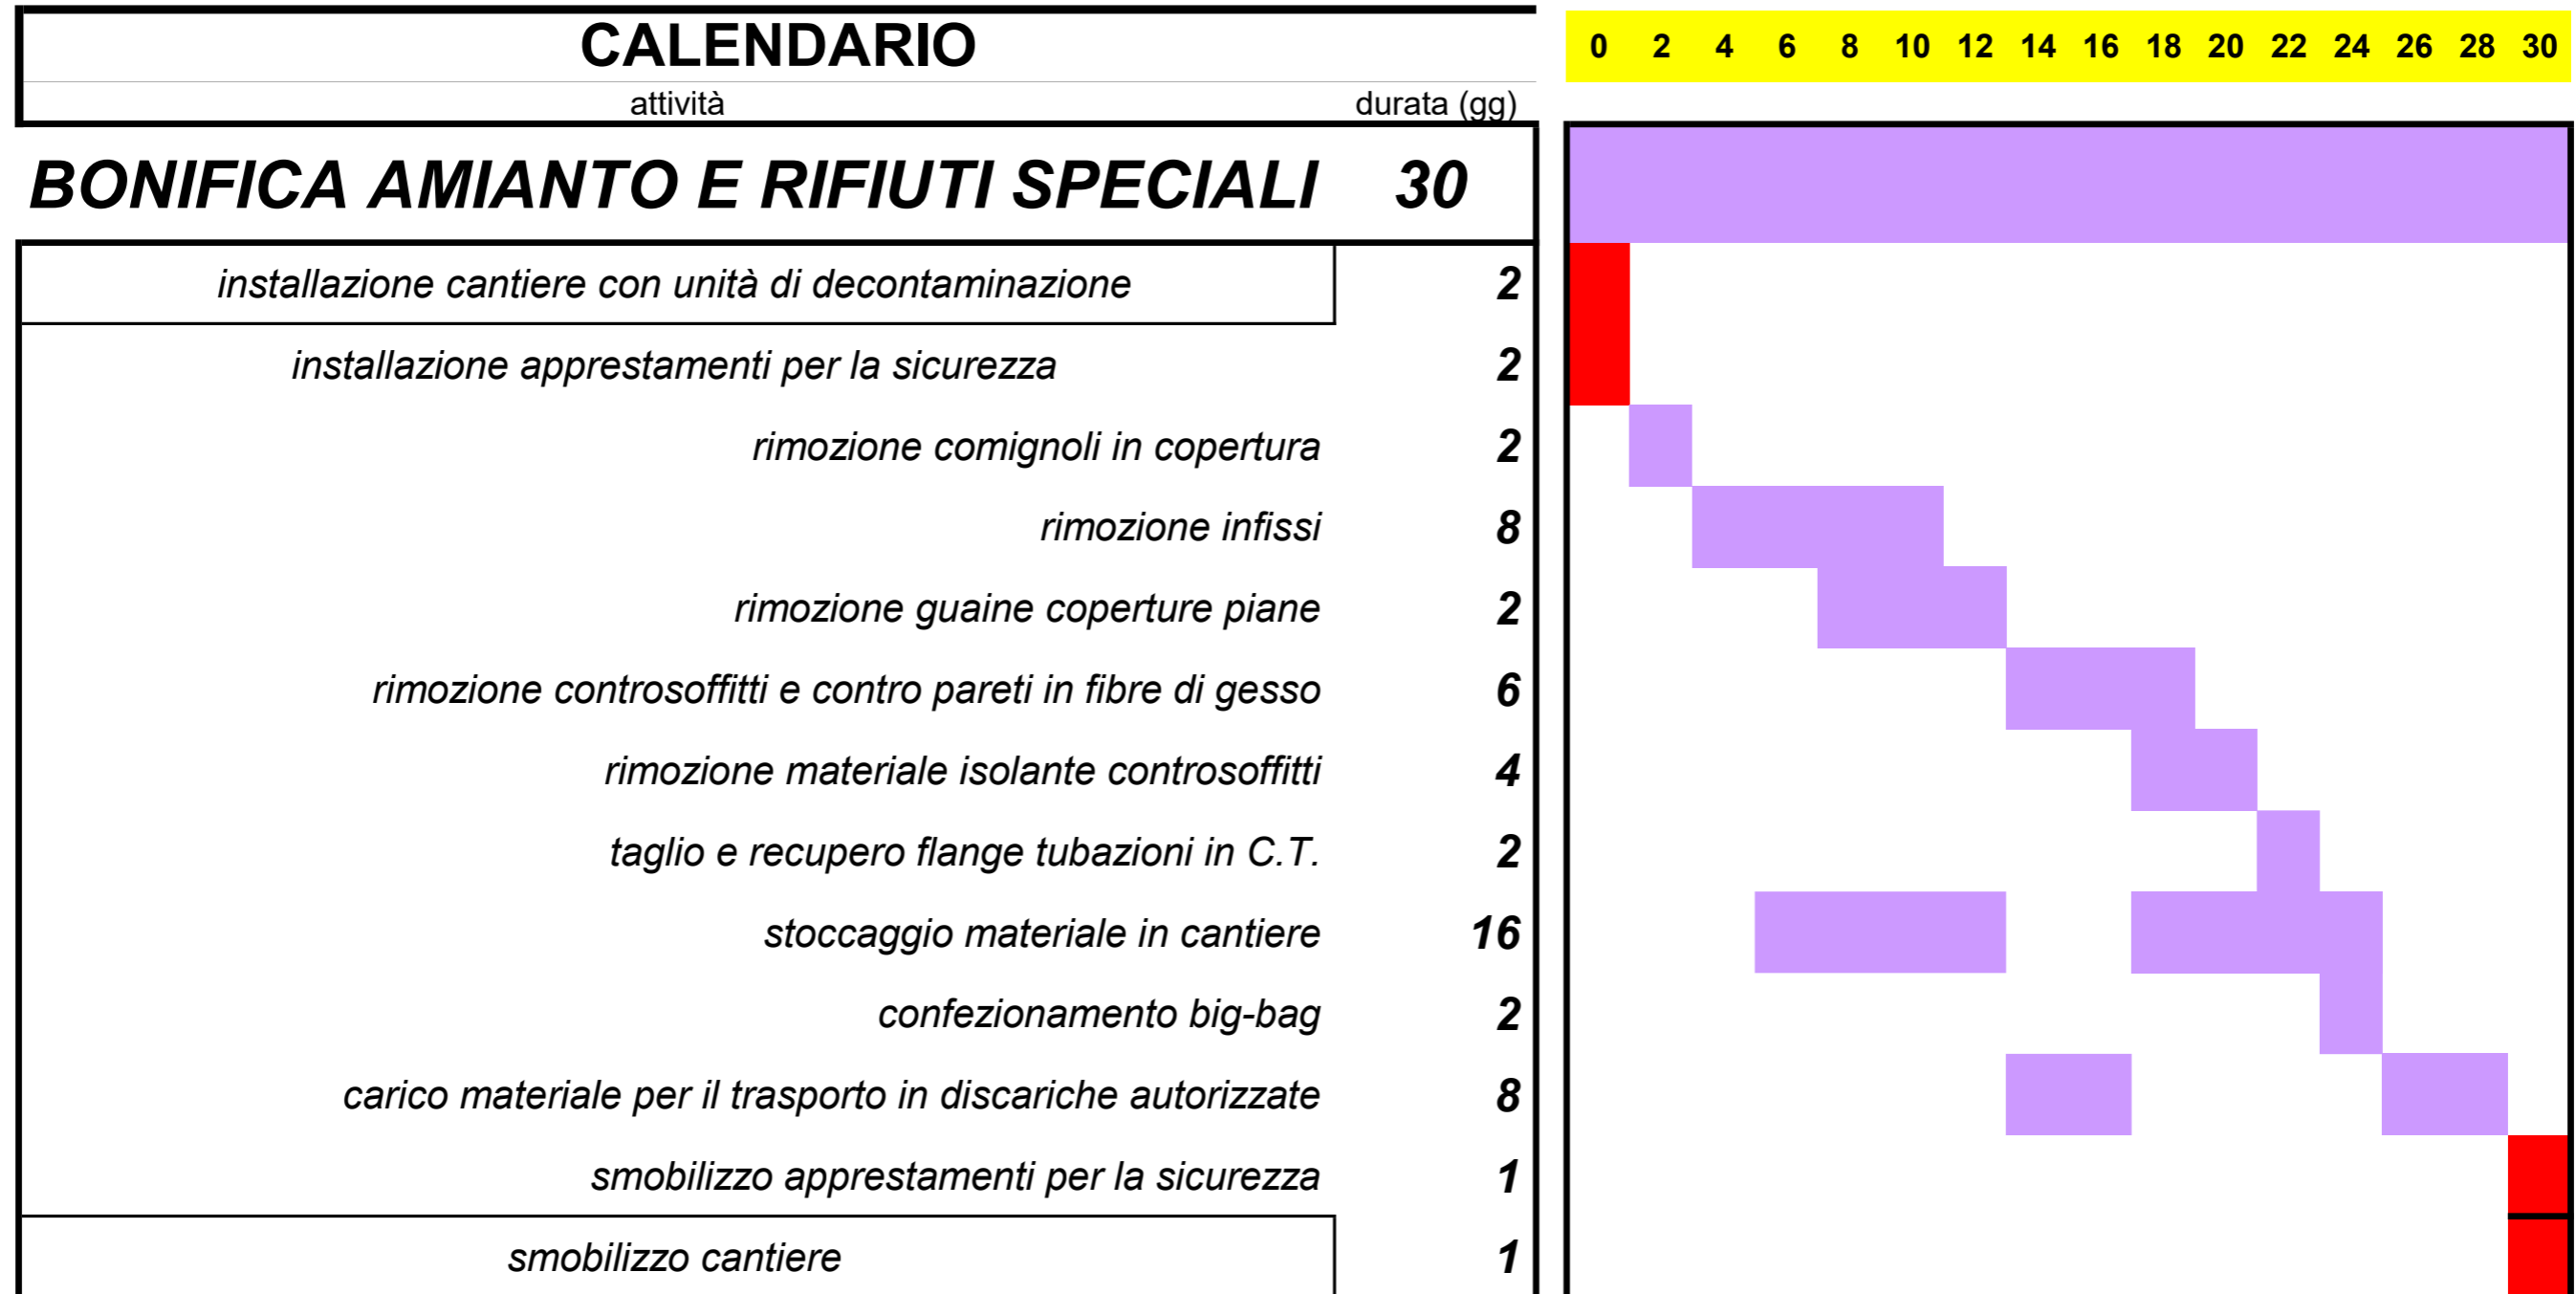 CALENDARIO 0 2 4 6 8 10 12 14 16 18 20 22 24 26 28 30
attività durata (gg)
BONIFICA AMIANTO E RIFIUTI SPECIALI 30
installazione cantiere con unità di decontaminazione 2
installazione apprestamenti per la sicurezza 2
rimozione comignoli in copertura 2
rimozione infissi 8
rimozione guaine coperture piane 2
rimozione controsoffitti e contro pareti in fibre di gesso 6
rimozione materiale isolante controsoffitti 4
taglio e recupero flange tubazioni in C.T. 2
stoccaggio materiale in cantiere 16
confezionamento big-bag 2
carico materiale per il trasporto in discariche autorizzate 8
smobilizzo apprestamenti per la sicurezza 1
smobilizzo cantiere 1